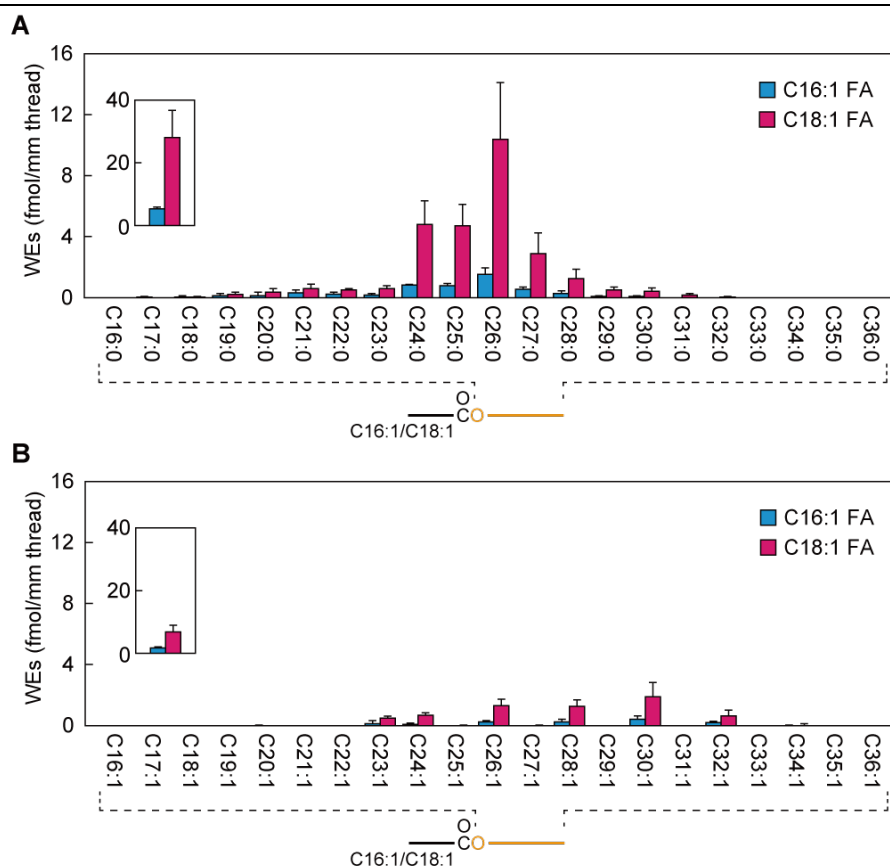 A
WEs (fmol/mm thread)
16
12
8
4
0
40
20
0
C16:1 FA
C18:1 FA
C16:0 C17:0 C18:0 C19:0 C20:0 C21:0 C22:0 C23:0 C24:0 C25:0 C26:0 C27:0 C28:0 C29:0 C30:0 C31:0 C32:0 C33:0 C34:0 C35:0 C36:0
O
CO
C16:1/C18:1
B
WEs (fmol/mm thread)
16
12
8
4
0
40
20
0
C16:1 FA
C18:1 FA
C16:1 C17:1 C18:1 C19:1 C20:1 C21:1 C22:1 C23:1 C24:1 C25:1 C26:1 C27:1 C28:1 C29:1 C30:1 C31:1 C32:1 C33:1 C34:1 C35:1 C36:1
O
CO
C16:1/C18:1